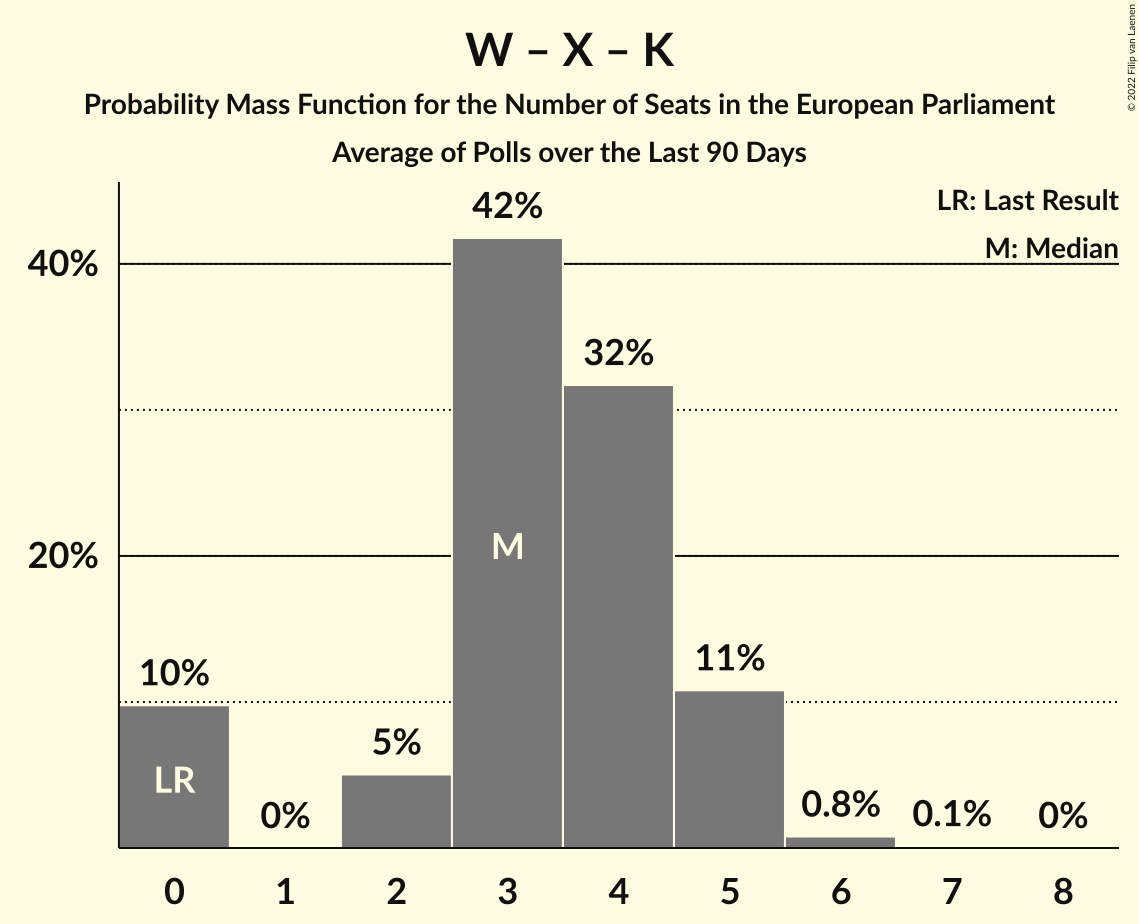 W – X – K
Probability Mass Function for the Number of Seats in the European Parliament
Average of Polls over the Last 90 Days
© 2022 Filip van Laenen
LR: Last Result
M: Median
42%
40%
32%
M
20%
11%
10%
5%
LR
0%
0.8%
0.1%
0%
0 1 2 3 4 5 6 7 8